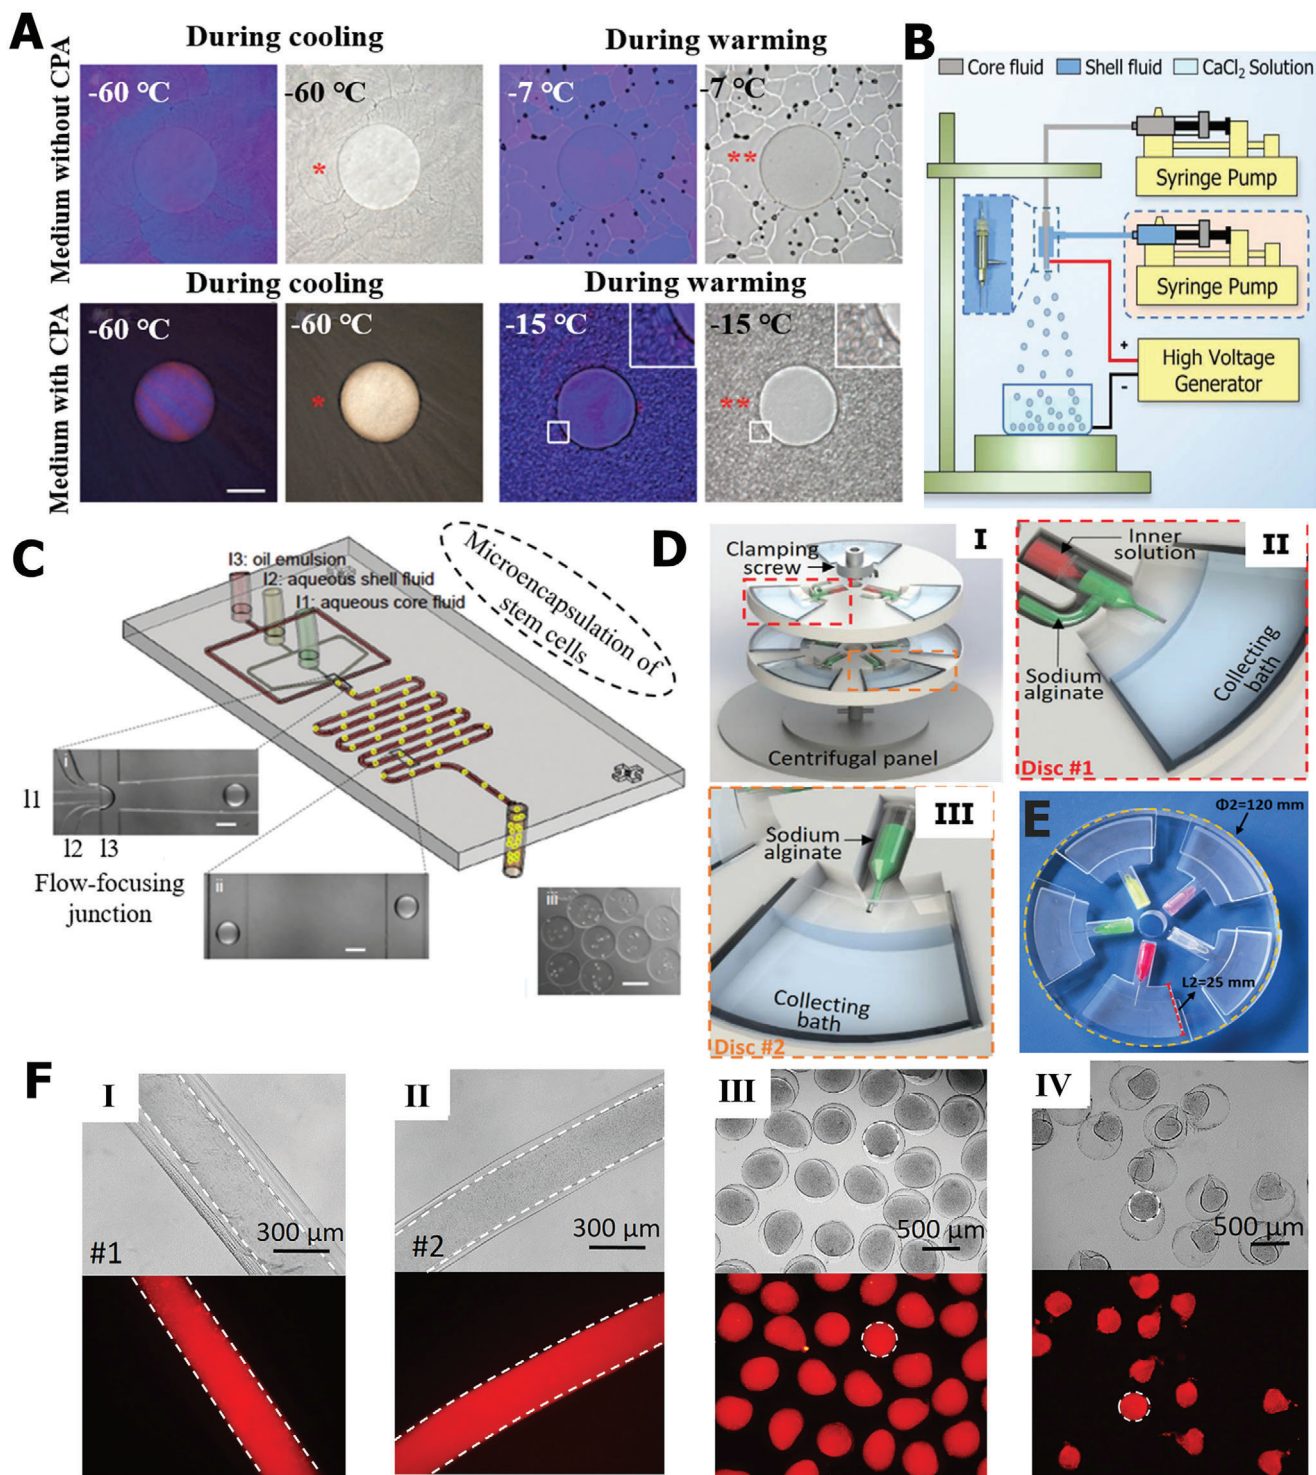 A
During cooling
During warming
Medium without CPA
-60 °C
-60 °C
*
-7 °C
-7 °C
**
During cooling
During warming
Medium with CPA
-60 °C
-60 °C
*
-15 °C
-15 °C
**
B
Core fluid
Shell fluid
CaCl₂ Solution
Syringe Pump
Syringe Pump
+
-
High Voltage
Generator
C
I3: oil emulsion
I2: aqueous shell fluid
I1: aqueous core fluid
Microencapsulation of
stem cells
i
I1
I2
I3
Flow-focusing
junction
ii
iii
D
I
Clamping
screw
Centrifugal panel
II
Inner
solution
Sodium
alginate
Collecting
bath
Disc #1
III
Sodium
alginate
Collecting
bath
Disc #2
E
Φ2=120 mm
L2=25 mm
F
I
300 μm
#1
II
300 μm
#2
III
500 μm
IV
500 μm